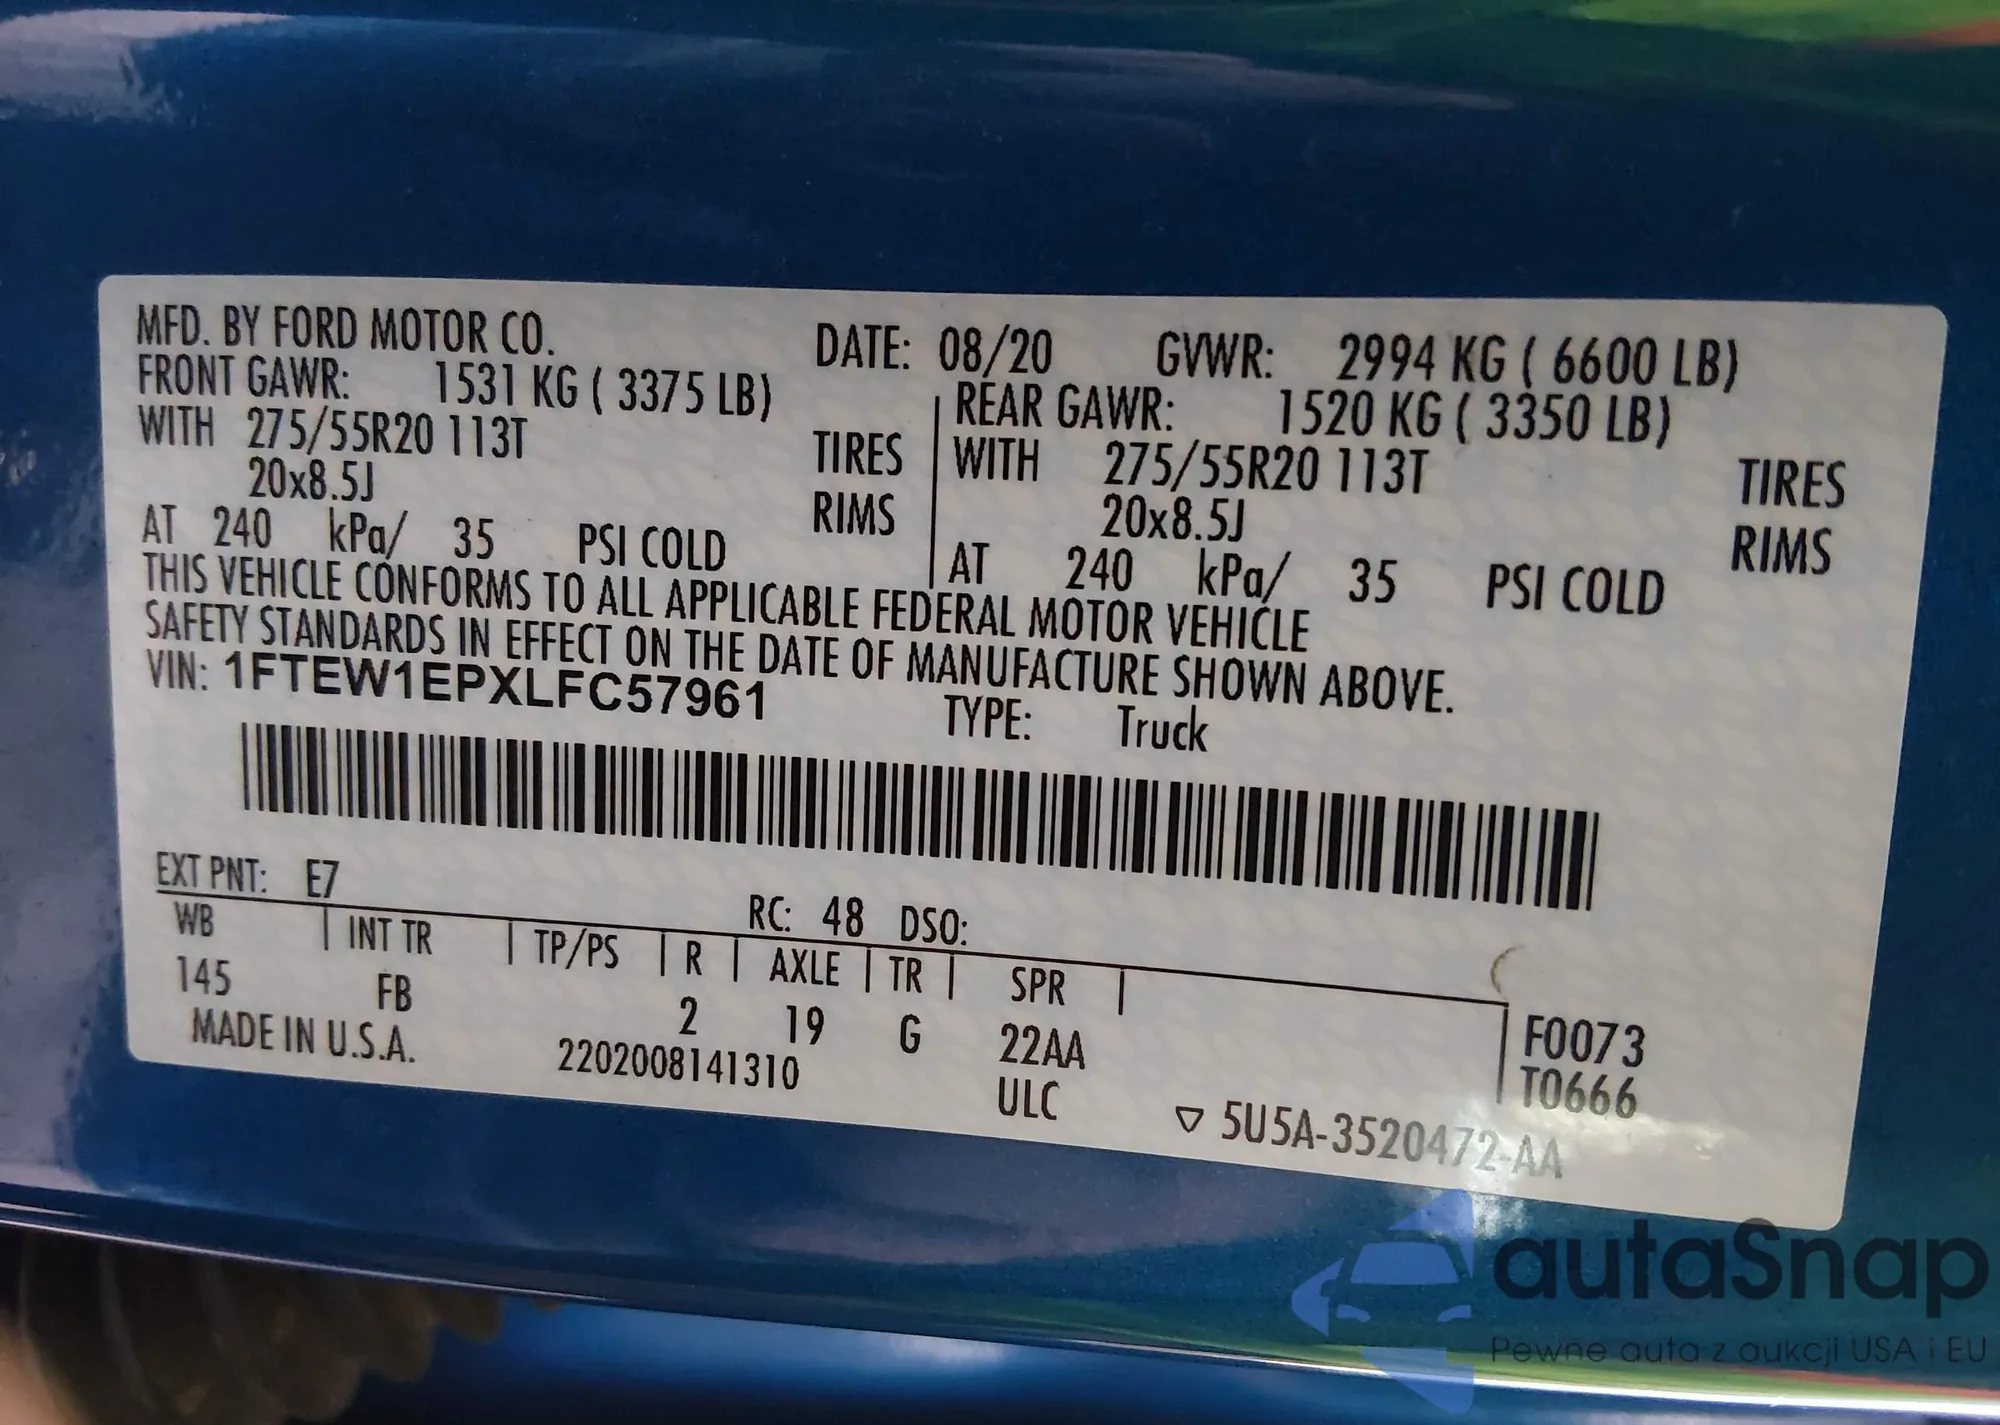 MFD. BY FORD MOTOR CO. DATE: 08/20 GVWR: 2994 KG ( 6600 LB)
FRONT GAWR: 1531 KG ( 3375 LB) REAR GAWR: 1520 KG ( 3350 LB)
WITH 275/55R20 113T TIRES WITH 275/55R20 113T TIRES
20x8.5J RIMS 20x8.5J RIMS
AT 240 kPa/ 35 PSI COLD AT 240 kPa/ 35 PSI COLD
THIS VEHICLE CONFORMS TO ALL APPLICABLE FEDERAL MOTOR VEHICLE
SAFETY STANDARDS IN EFFECT ON THE DATE OF MANUFACTURE SHOWN ABOVE.
VIN: 1FTEW1EPXLFC57961 TYPE: Truck
EXT PNT: E7 RC: 48 DSO:
WB | INT TR | TP/PS | R | AXLE | TR | SPR |
145 FB 2 19 G 22AA F0073
MADE IN U.S.A. 2202008141310 ULC T0666
▽ 5U5A-3520472-AA
autaSnap
Pewne auta z aukcji USA i EU